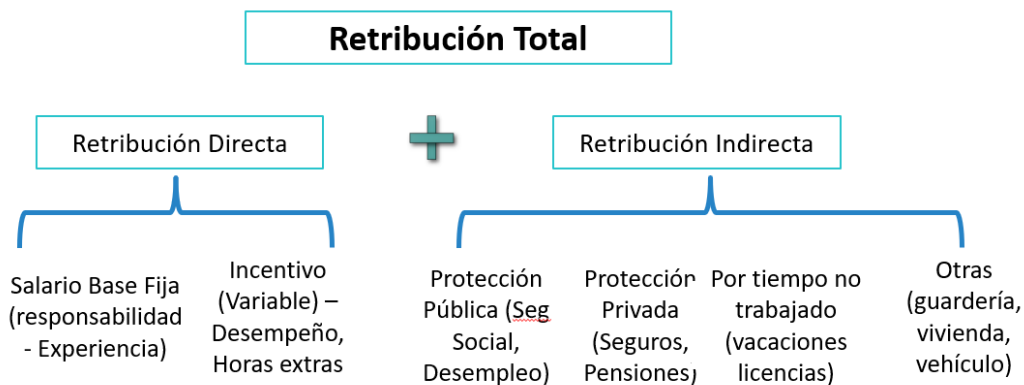 Retribución Total
Retribución Directa
Retribución Indirecta
Salario Base Fija
(responsabilidad
- Experiencia)
Incentivo
(Variable) –
Desempeño,
Horas extras
Protección
Pública (Seg
Social,
Desempleo)
Protección
Privada
(Seguros,
Pensiones)
Por tiempo no
trabajado
(vacaciones
licencias)
Otras
(guardería,
vivienda,
vehículo)